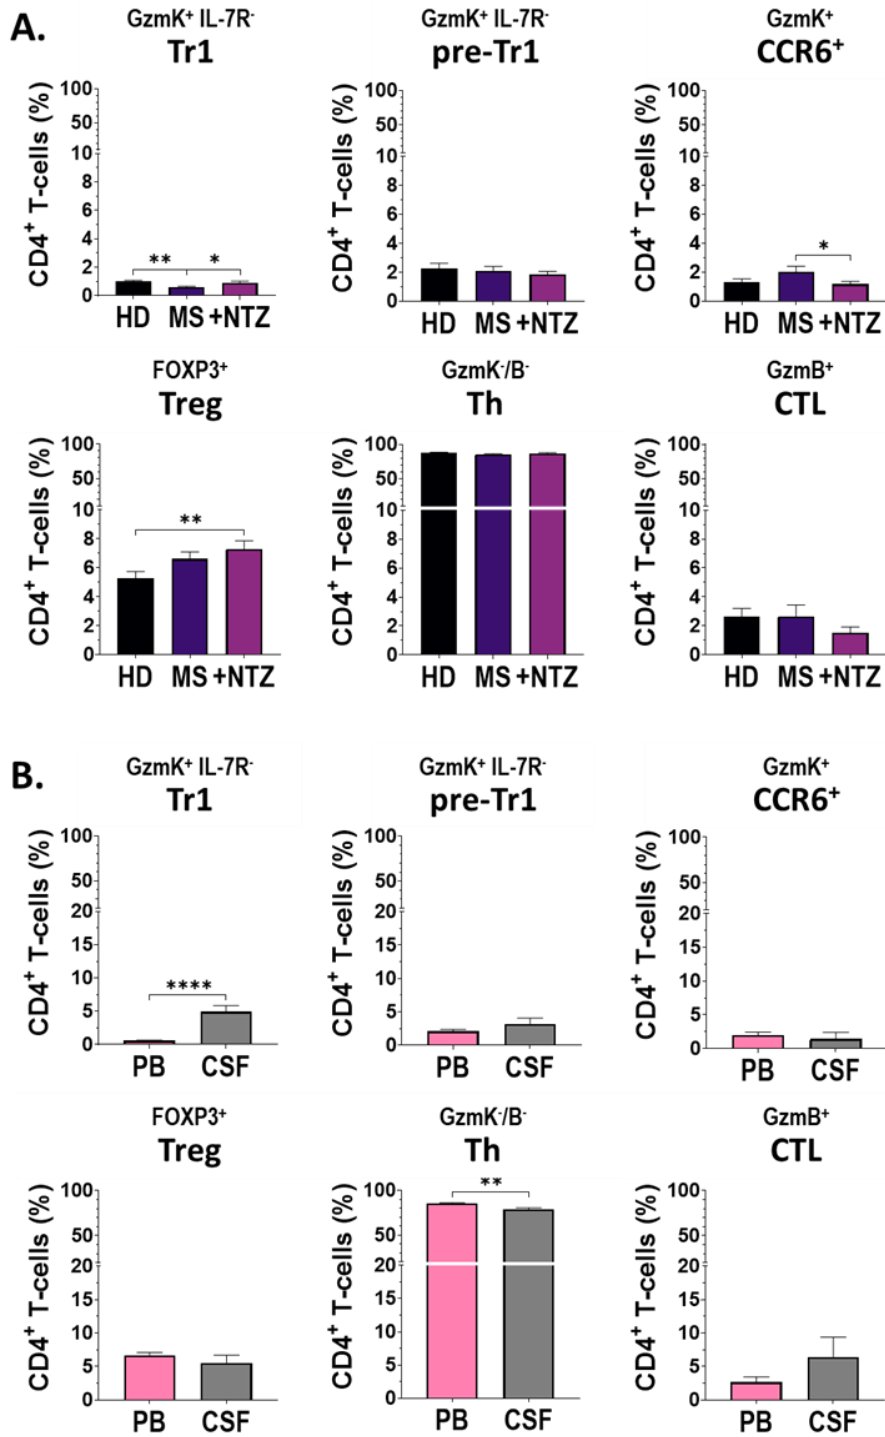 A.
GzmK⁺ IL-7R⁻ GzmK⁺ IL-7R⁻ GzmK⁺
Tr1 pre-Tr1 CCR6⁺
CD4⁺ T-cells (%) CD4⁺ T-cells (%) CD4⁺ T-cells (%)
100 100 100
50 50 50
10 10 10
8 8 8
6 6 6
4 4 4
2 ** * 2 2 *
0 0 0
HD MS +NTZ HD MS +NTZ HD MS +NTZ
FOXP3⁺ GzmK⁻/B⁻ GzmB⁺
Treg Th CTL
CD4⁺ T-cells (%) CD4⁺ T-cells (%) CD4⁺ T-cells (%)
100 100 100
50 50 50
10 10 10
**
8 8 8
6 6 6
4 4 4
2 2 2
0 0 0
HD MS +NTZ HD MS +NTZ HD MS +NTZ
B.
GzmK⁺ IL-7R⁻ GzmK⁺ IL-7R⁻ GzmK⁺
Tr1 pre-Tr1 CCR6⁺
CD4⁺ T-cells (%) CD4⁺ T-cells (%) CD4⁺ T-cells (%)
100 100 100
50 50 50
20 20 20
15 15 15
10 10 10
****
5 5 5
0 0 0
PB CSF PB CSF PB CSF
FOXP3⁺ GzmK⁻/B⁻ GzmB⁺
Treg Th CTL
CD4⁺ T-cells (%) CD4⁺ T-cells (%) CD4⁺ T-cells (%)
**
100 100 100
50 50 50
20 20 20
15 15 15
10 10 10
5 5 5
0 0 0
PB CSF PB CSF PB CSF